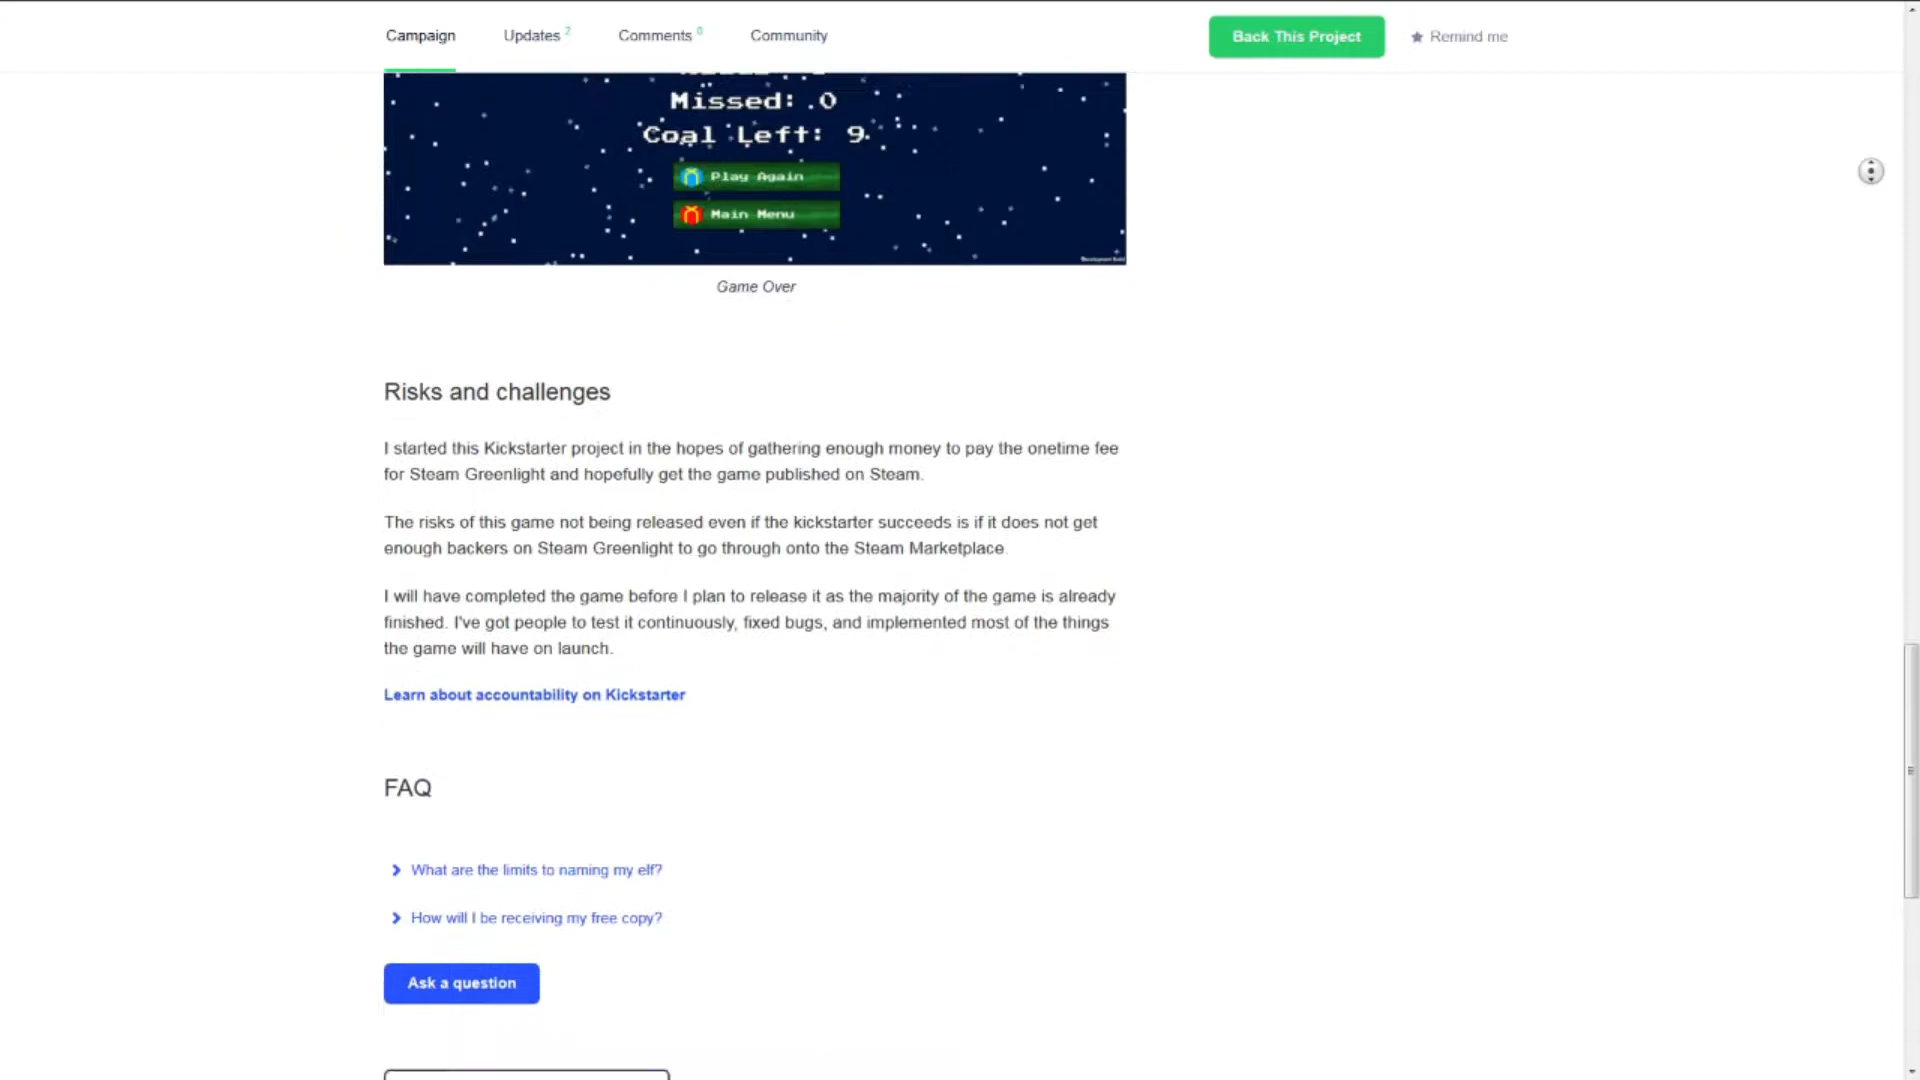 Campaign
Updates 2
Comments 0
Community
Back This Project
Remind me
Missed: 0
Coal Left: 9
Play Again
Main Menu
Development Build
Game Over
Risks and challenges
I started this Kickstarter project in the hopes of gathering enough money to pay the onetime fee
for Steam Greenlight and hopefully get the game published on Steam.
The risks of this game not being released even if the kickstarter succeeds is if it does not get
enough backers on Steam Greenlight to go through onto the Steam Marketplace.
I will have completed the game before I plan to release it as the majority of the game is already
finished. I've got people to test it continuously, fixed bugs, and implemented most of the things
the game will have on launch.
Learn about accountability on Kickstarter
FAQ
What are the limits to naming my elf?
How will I be receiving my free copy?
Ask a question